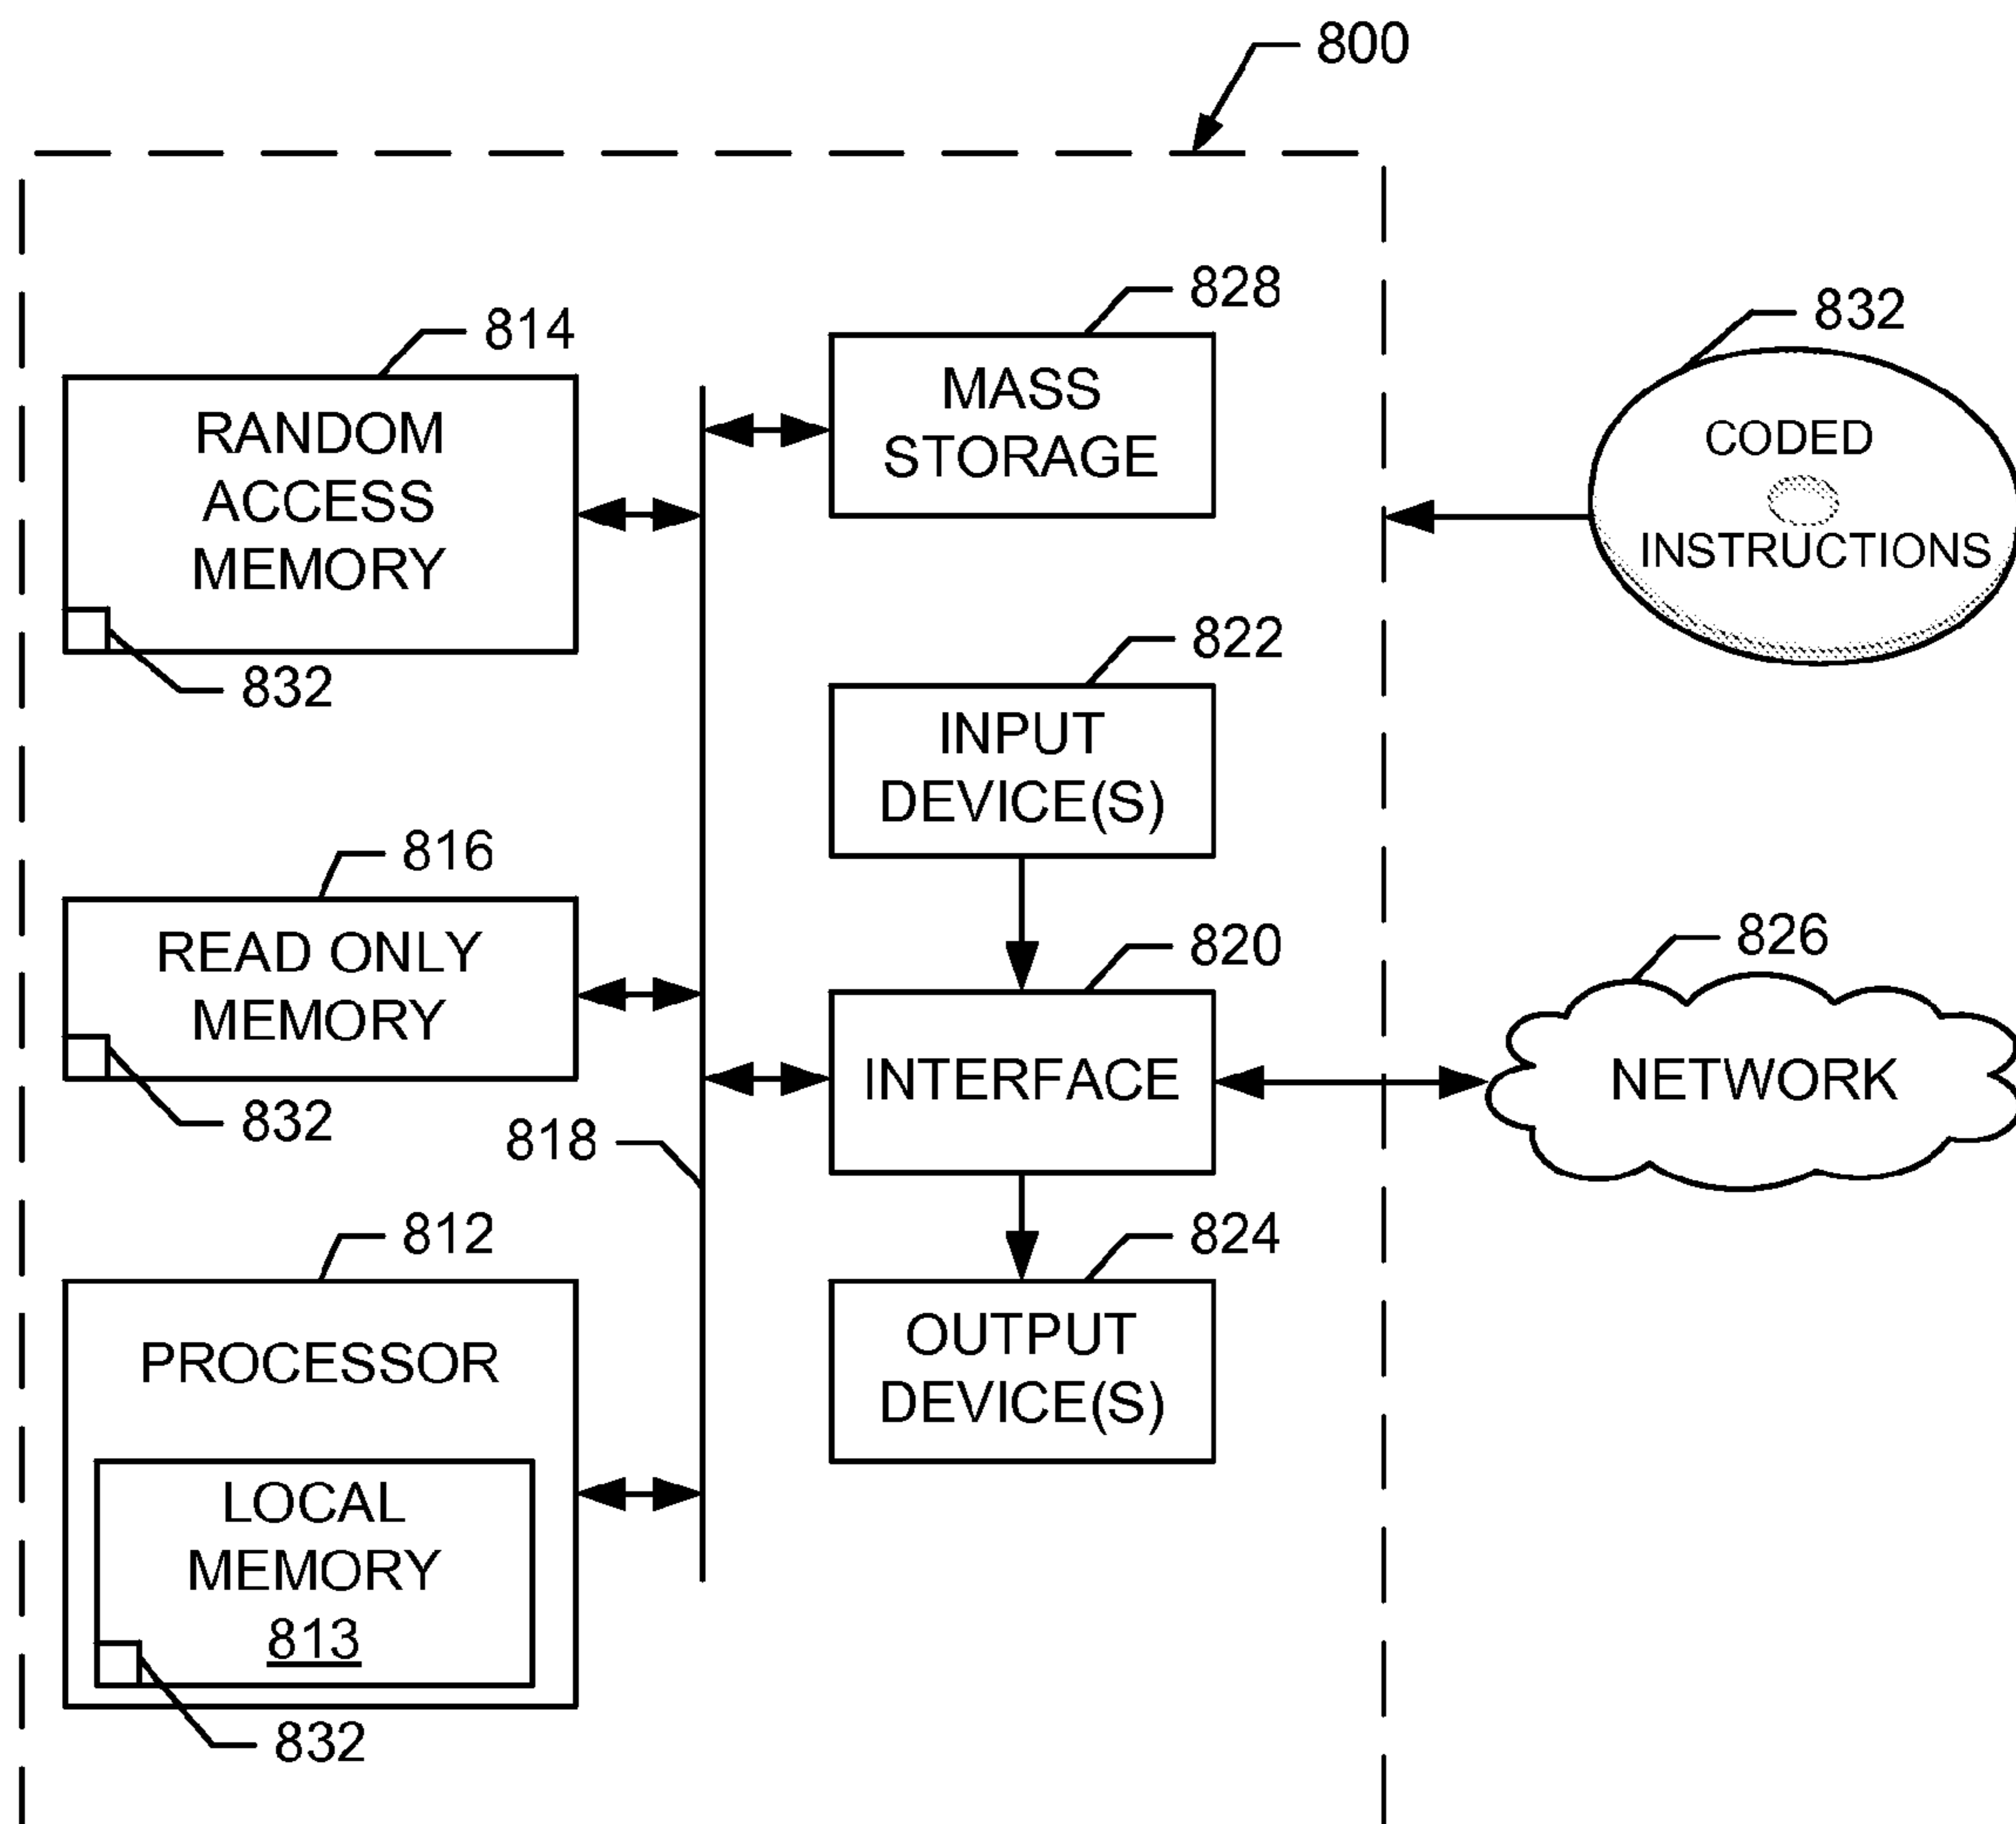 800
828
MASS
STORAGE
814
RANDOM
ACCESS
MEMORY
832
832
CODED
INSTRUCTIONS
822
INPUT
DEVICE(S)
816
READ ONLY
MEMORY
832
818
820
INTERFACE
826
NETWORK
812
PROCESSOR
LOCAL
MEMORY
813
832
824
OUTPUT
DEVICE(S)